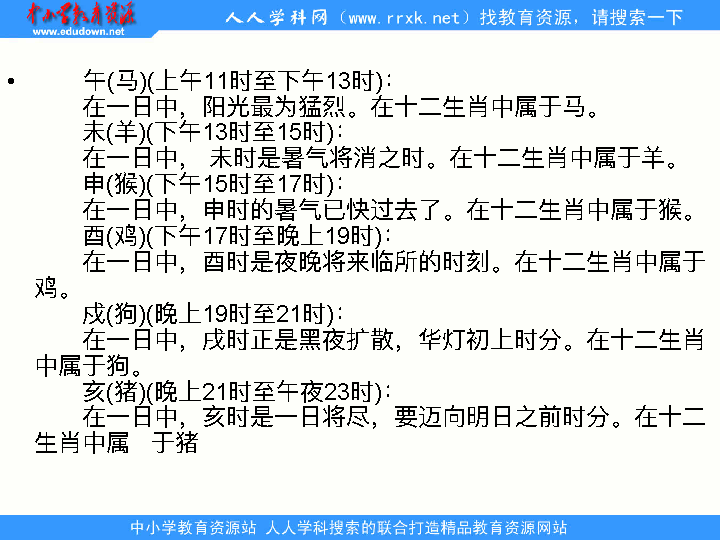 中小学教育资源
www.edudown.net
人人学科网（www.rrxk.net）找教育资源，请搜索一下
• 午(马)(上午11时至下午13时)：
在一日中，阳光最为猛烈。在十二生肖中属于马。
未(羊)(下午13时至15时)：
在一日中， 未时是暑气将消之时。在十二生肖中属于羊。
申(猴)(下午15时至17时)：
在一日中，申时的暑气已快过去了。在十二生肖中属于猴。
酉(鸡)(下午17时至晚上19时)：
在一日中，酉时是夜晚将来临所的时刻。在十二生肖中属于
鸡。
戍(狗)(晚上19时至21时)：
在一日中，戌时正是黑夜扩散，华灯初上时分。在十二生肖
中属于狗。
亥(猪)(晚上21时至午夜23时)：
在一日中，亥时是一日将尽，要迈向明日之前时分。在十二
生肖中属 于猪
中小学教育资源站 人人学科搜索的联合打造精品教育资源网站